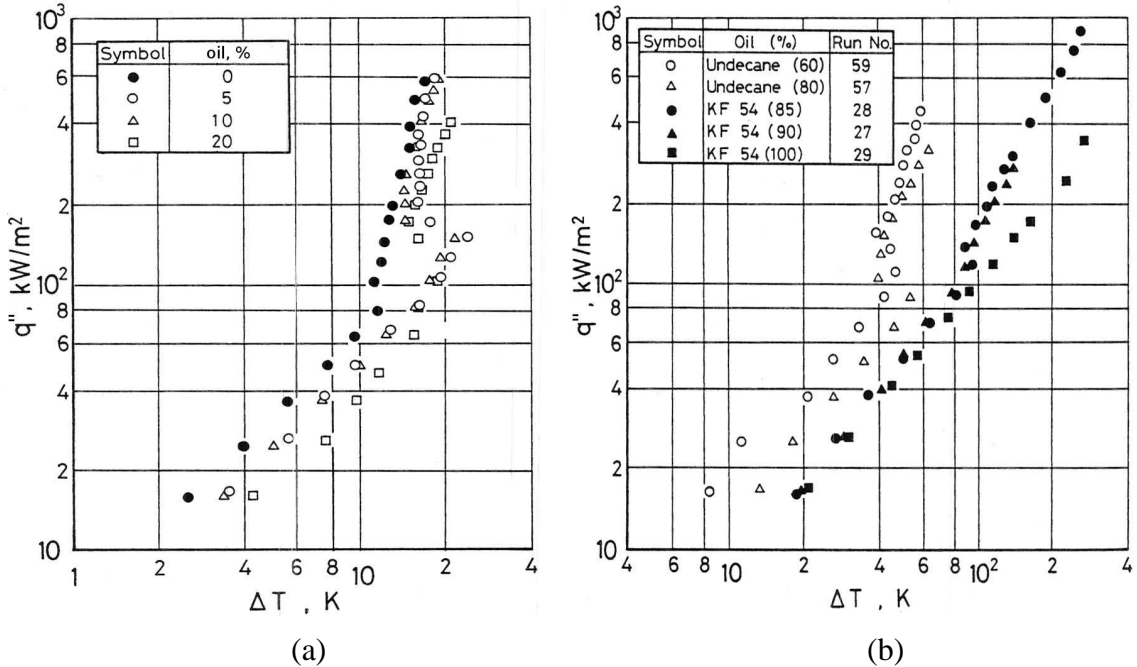 10³
8
6
4
2
10²
8
6
4
2
10
q", kW/m²
Symbol oil, %
● 0
○ 5
△ 10
□ 20
1 2 4 6 8 10 2 4
ΔT , K
(a)
10³
8
6
4
2
10²
8
6
4
2
10
q", kW/m²
Symbol Oil (%) Run No.
○ Undecane (60) 59
△ Undecane (80) 57
● KF 54 (85) 28
▲ KF 54 (90) 27
■ KF 54 (100) 29
4 6 8 10 2 4 6 8 10² 2 4
ΔT , K
(b)